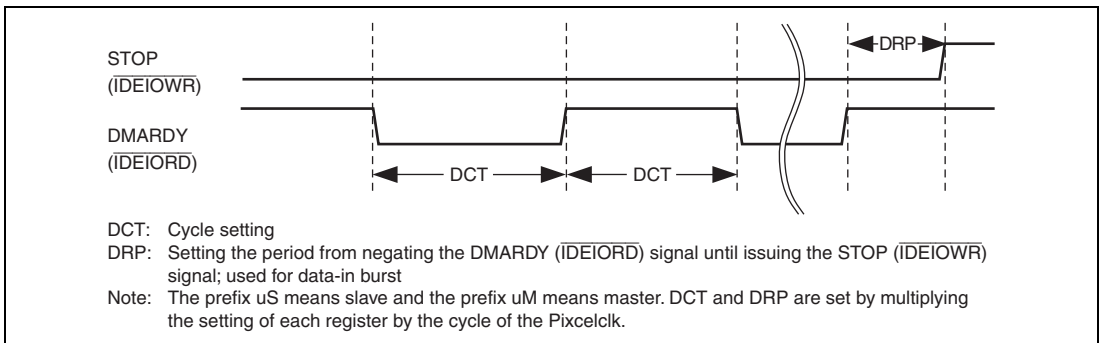 STOP
(IDEIOWR)
DRP
DMARDY
(IDEIORD)
DCT
DCT
DCT: Cycle setting
DRP: Setting the period from negating the DMARDY (IDEIORD) signal until issuing the STOP (IDEIOWR)
signal; used for data-in burst
Note: The prefix uS means slave and the prefix uM means master. DCT and DRP are set by multiplying
the setting of each register by the cycle of the Pixcelclk.